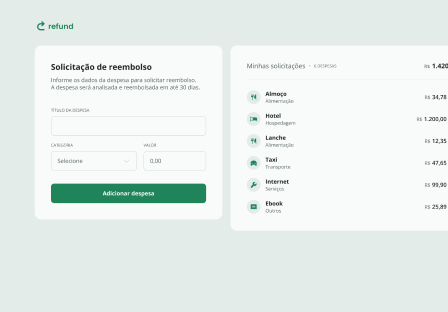 refund
Solicitação de reembolso
Informe os dados da despesa para solicitar reembolso.
A despesa será analisada e reembolsada em até 30 dias.
TÍTULO DA DESPESA
CATEGORIA VALOR
Selecione 0,00
Adicionar despesa
Minhas solicitações • 6 DESPESAS R$ 1.420
Almoço R$ 34,78
Alimentação
Hotel R$ 1.200,00
Hospedagem
Lanche R$ 12,35
Alimentação
Taxi R$ 47,65
Transporte
Internet R$ 99,90
Serviços
Ebook R$ 25,89
Outros